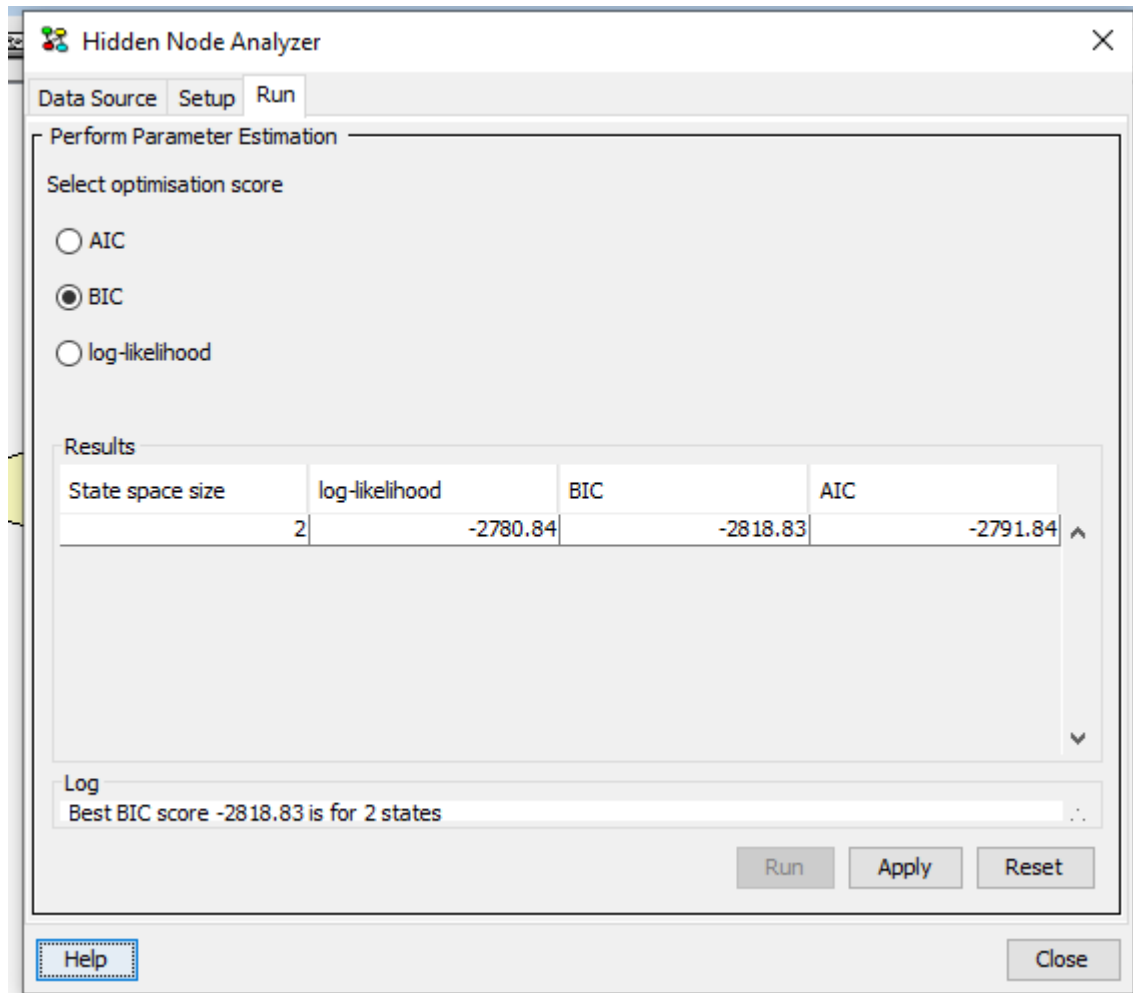 Hidden Node Analyzer
Data Source Setup Run
Perform Parameter Estimation
Select optimisation score
AIC
BIC
log-likelihood
Results
State space size log-likelihood BIC AIC
2 -2780.84 -2818.83 -2791.84
Log
Best BIC score -2818.83 is for 2 states
Run Apply Reset
Help Close